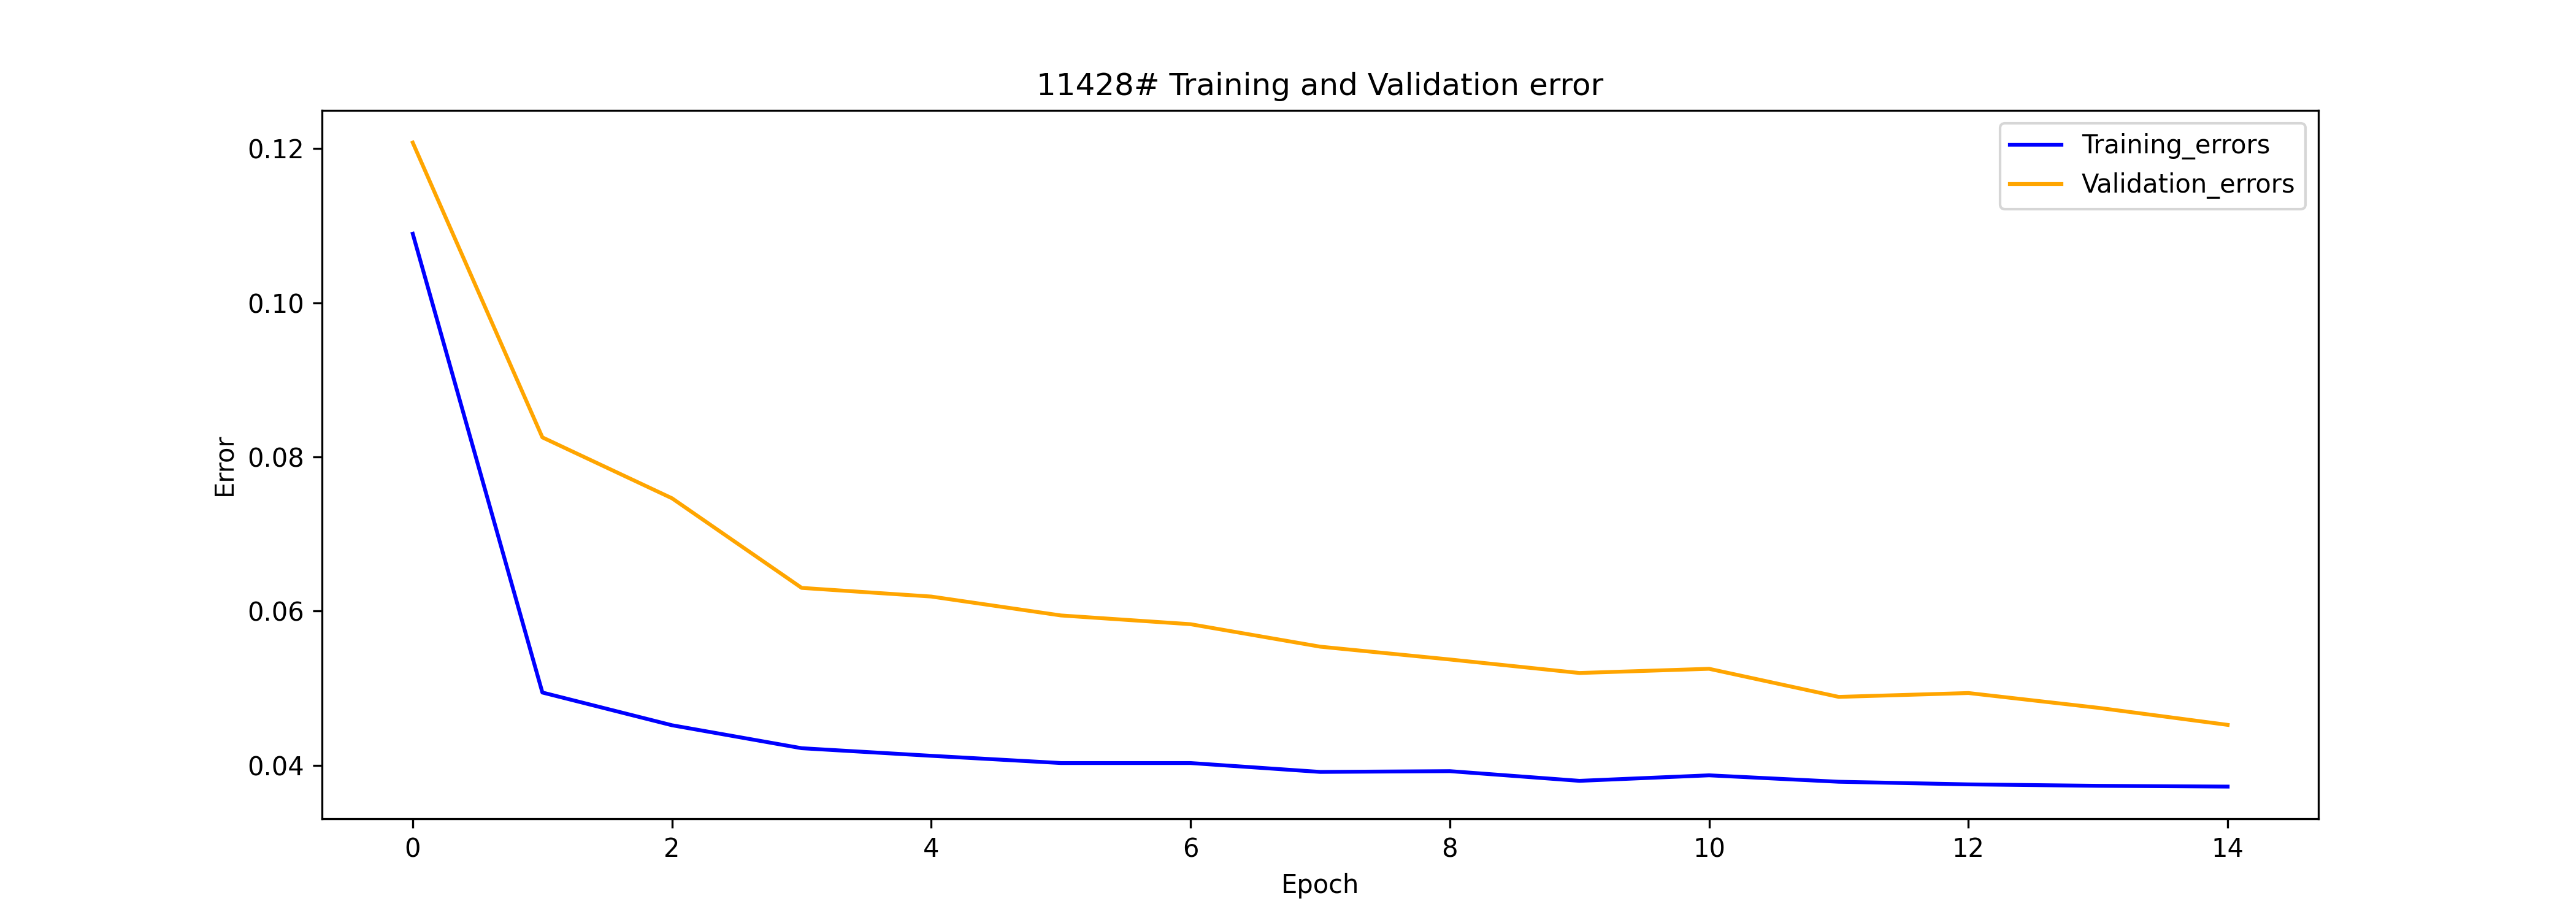 11428# Training and Validation error
Training_errors
Validation_errors
0.12
0.10
0.08
0.06
0.04
Error
0 2 4 6 8 10 12 14
Epoch